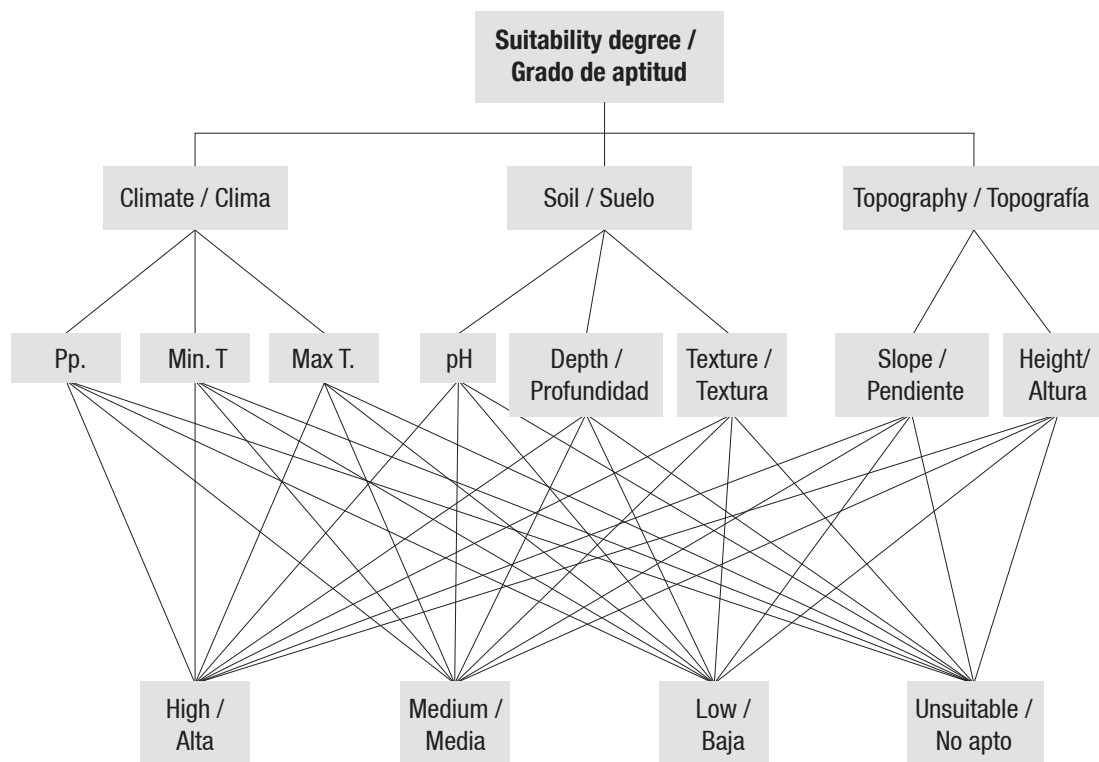 Suitability degree /
Grado de aptitud
Climate / Clima
Soil / Suelo
Topography / Topografía
Pp.
Min. T
Max T.
pH
Depth /
Profundidad
Texture /
Textura
Slope /
Pendiente
Height/
Altura
High /
Alta
Medium /
Media
Low /
Baja
Unsuitable /
No apto